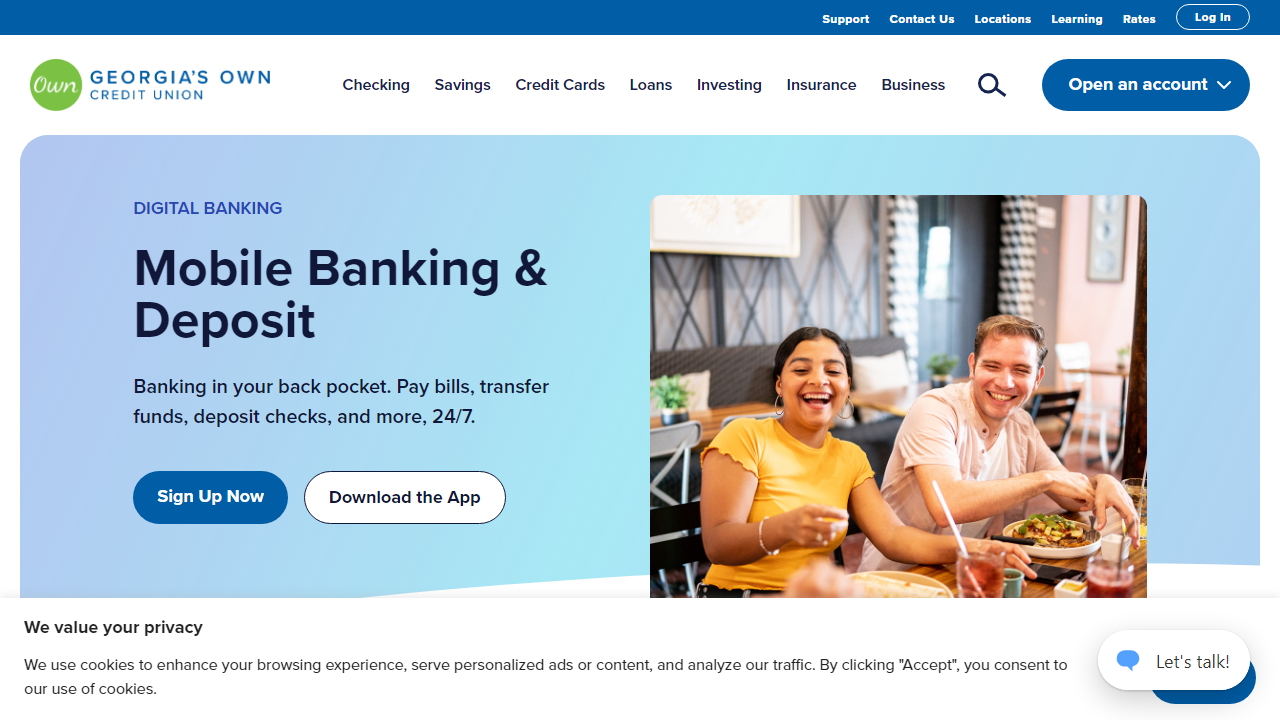 Support Contact Us Locations Learning Rates Log In
Own GEORGIA'S OWN
CREDIT UNION
Checking Savings Credit Cards Loans Investing Insurance Business Open an account
DIGITAL BANKING
Mobile Banking &
Deposit
Banking in your back pocket. Pay bills, transfer
funds, deposit checks, and more, 24/7.
Sign Up Now Download the App
We value your privacy
We use cookies to enhance your browsing experience, serve personalized ads or content, and analyze our traffic. By clicking "Accept", you consent to
our use of cookies.
Let's talk!